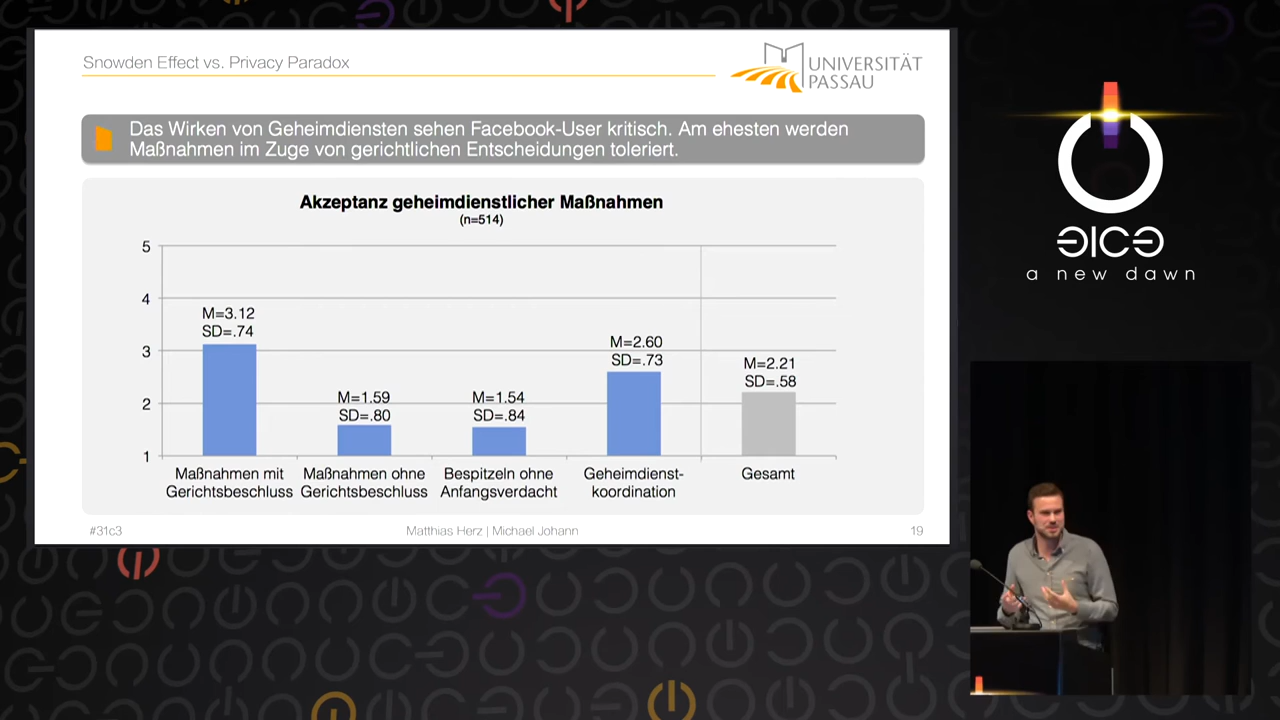 Snowden Effect vs. Privacy Paradox
UNIVERSITÄT
PASSAU
Das Wirken von Geheimdiensten sehen Facebook-User kritisch. Am ehesten werden
Maßnahmen im Zuge von gerichtlichen Entscheidungen toleriert.
Akzeptanz geheimdienstlicher Maßnahmen
(n=514)
5
4
3
2
1
M=3.12
SD=.74
M=1.59
SD=.80
M=1.54
SD=.84
M=2.60
SD=.73
M=2.21
SD=.58
Maßnahmen mit
Gerichtsbeschluss
Maßnahmen ohne
Gerichtsbeschluss
Bespitzeln ohne
Anfangsverdacht
Geheimdienst-
koordination
Gesamt
#31c3
Matthias Herz | Michael Johann
19
a new dawn